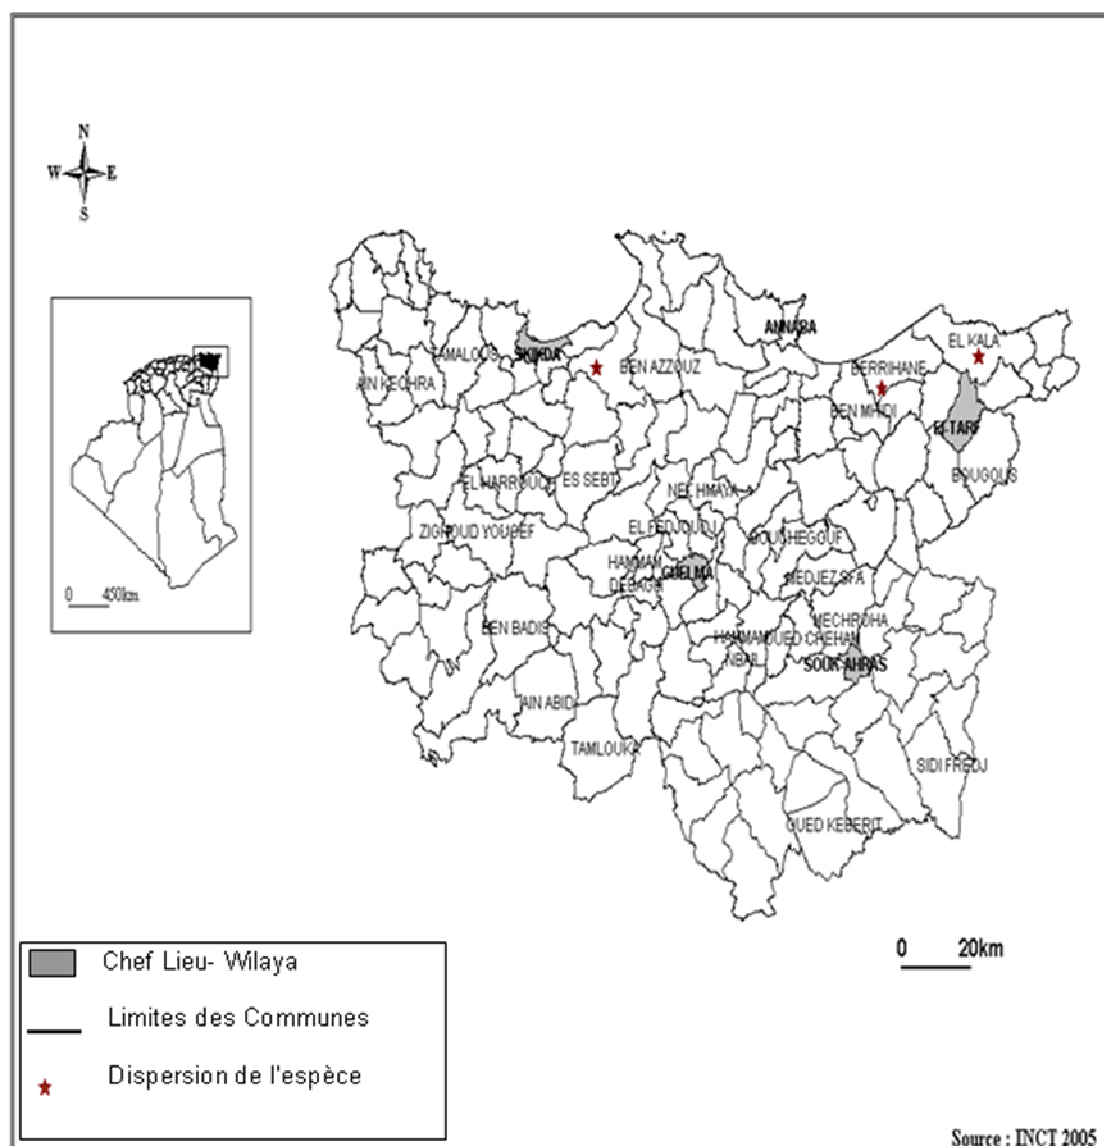 N
W E
S
ANNABA
EL KALA
TAMALOUS
SKIKDA
BEN AZZOUZ
BERRIHANE
AIN KECHRA
BEN MHIDI
El TARF
BOUGOUS
EL HARROUCH
ES SEBT
NECHMAYA
ZIGHOUD YOUCEF
EL FEDJOUDJ
BOUCHEGOUF
HAMMAM
DEBAGH
GUELMA
MEDJEZ SFA
0 450km
BEN BADIS
MECHROHA
HAMMAM
NBAIL
OUED CHEHAM
SOUK AHRAS
AIN ABID
TAMLOUKA
SIDI FREDJ
OUED KEBERIT
0 20km
Chef Lieu- Wilaya
Limites des Communes
Dispersion de l'espèce
Source : INCT 2005